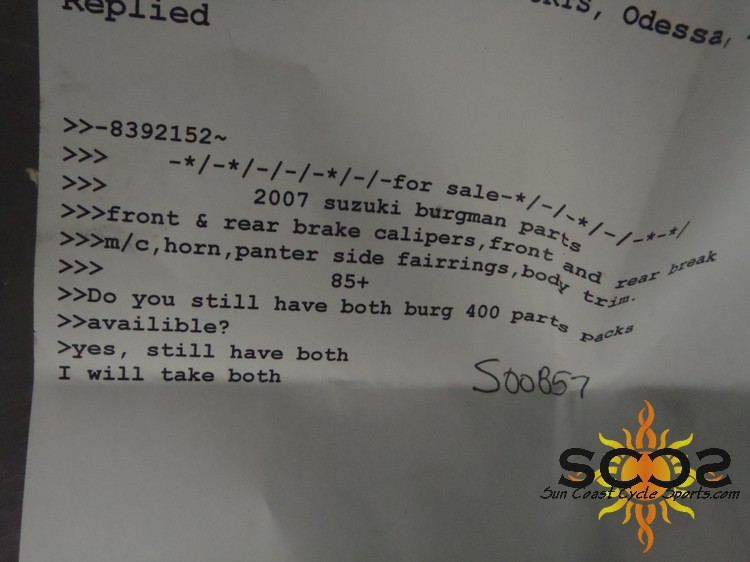 Odessa,
Replied
>>-8392152~
>>> -*/-*/-/-/-*/-/-for sale-*/-/-*/-/-*-*/
>>> 2007 suzuki burgman parts
>>>front & rear brake calipers,front and rear break
>>>m/c,horn,panter side fairrings,body trim.
>>> 85+
>>Do you still have both burg 400 parts packs
>>availible?
>yes, still have both
I will take both
S00B57
SCCS
Sun Coast Cycle Sports.com